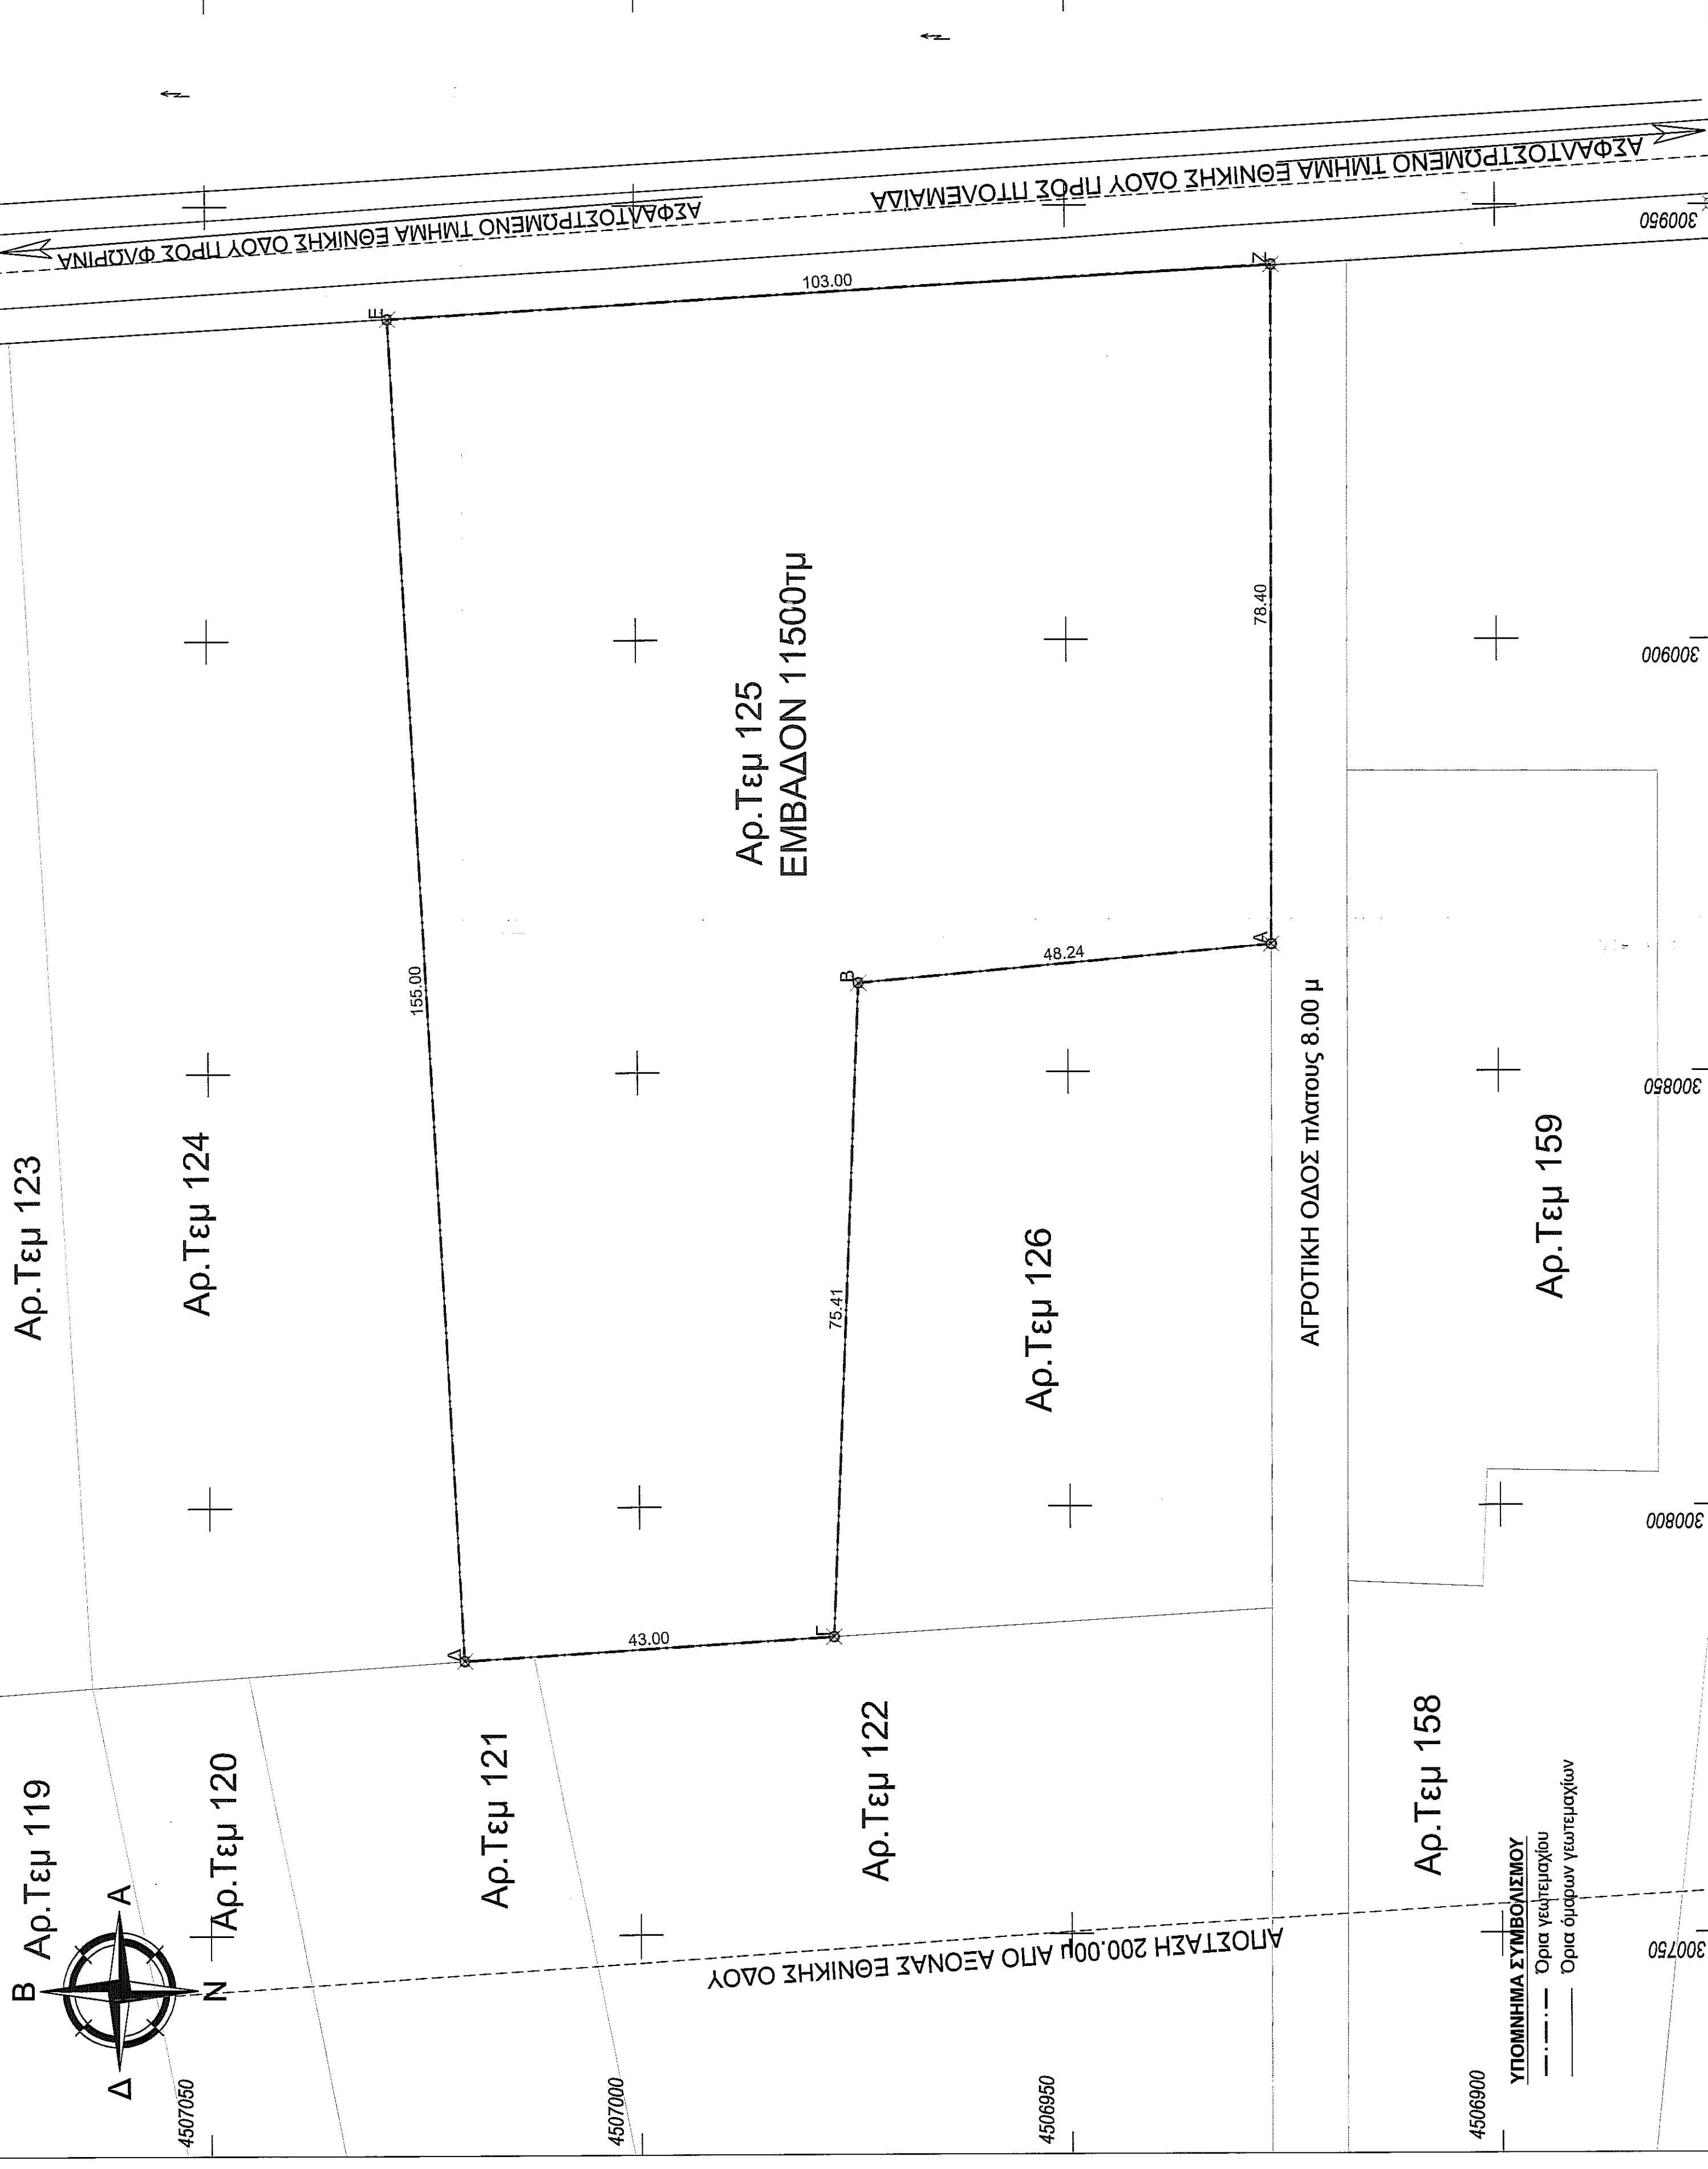 Αρ.Τεμ 119
Αρ.Τεμ 123
Β
Α
Ν
Δ
Αρ.Τεμ 120
Αρ.Τεμ 124
4507050
ΑΣΦΑΛΤΟΣΤΡΩΜΕΝΟ ΤΜΗΜΑ ΕΘΝΙΚΗΣ ΟΔΟΥ ΠΡΟΣ ΦΛΩΡΙΝΑ
ΑΣΦΑΛΤΟΣΤΡΩΜΕΝΟ ΤΜΗΜΑ ΕΘΝΙΚΗΣ ΟΔΟΥ ΠΡΟΣ ΠΤΟΛΕΜΑΙΔΑ
Δ
155.00
Ε
Αρ.Τεμ 121
43.00
103.00
4507000
Αρ.Τεμ 125
ΕΜΒΑΔΟΝ 11500τμ
Γ
75.41
Β
Αρ.Τεμ 122
ΑΠΟΣΤΑΣΗ 200.00μ ΑΠΟ ΑΞΟΝΑΣ ΕΘΝΙΚΗΣ ΟΔΟΥ
Αρ.Τεμ 126
48.24
4506950
Α
78.40
Ζ
ΑΓΡΟΤΙΚΗ ΟΔΟΣ πλατους 8.00 μ
Αρ.Τεμ 158
Αρ.Τεμ 159
4506900
ΥΠΟΜΝΗΜΑ ΣΥΜΒΟΛΙΣΜΟΥ
Όρια γεωτεμαχίου
Όρια όμορων γεωτεμαχίων
300750
300800
300850
300900
300950